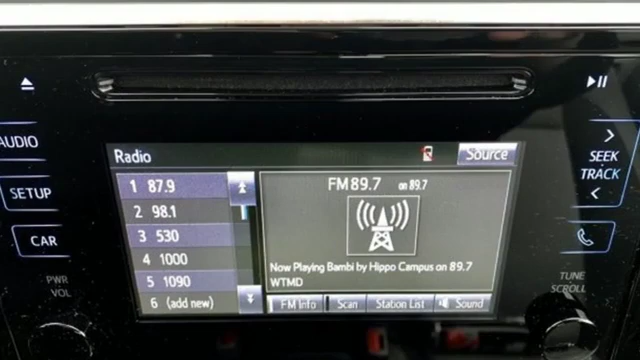 AUDIO
SETUP
CAR
PWR
VOL
Radio
Source
1 87.9
2 98.1
3 530
4 1000
5 1090
6 (add new)
FM 89.7 on 89.7
Now Playing Bambi by Hippo Campus on 89.7
WTMD
FM Info Scan Station List Sound
SEEK
TRACK
TUNE
SCROLL